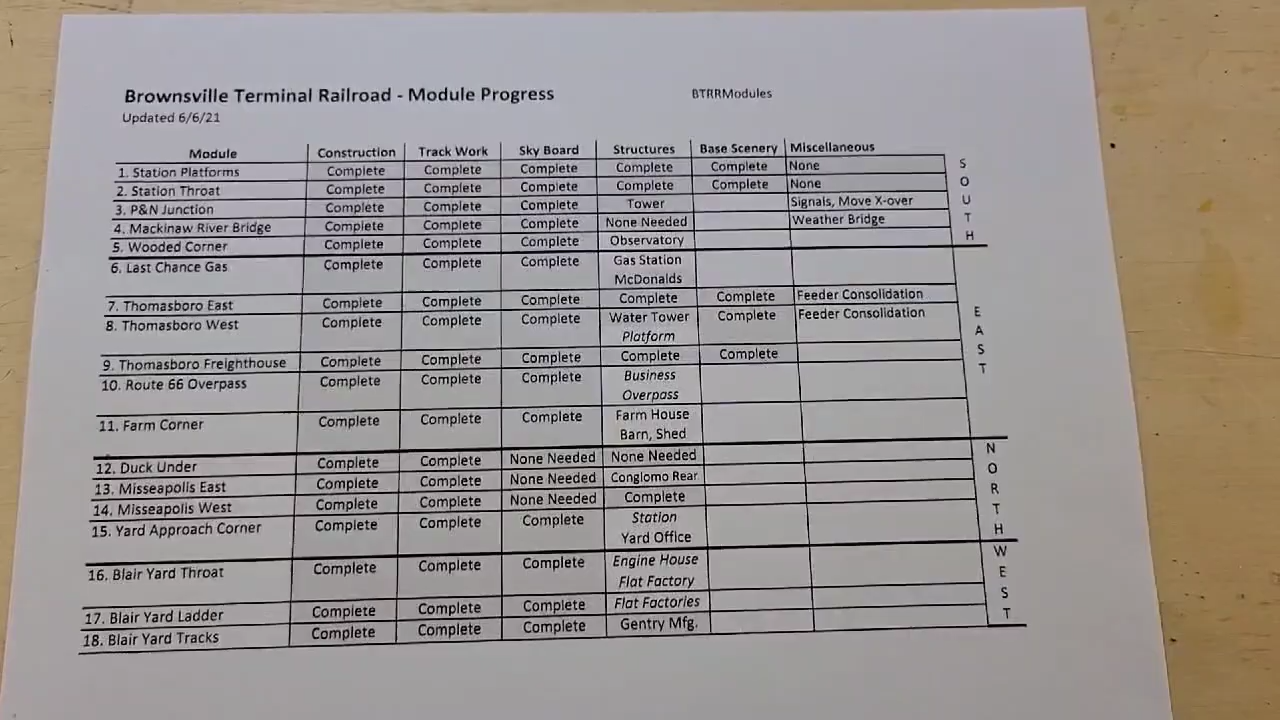 Brownsville Terminal Railroad - Module Progress BTRRModules
Updated 6/6/21
Module Construction Track Work Sky Board Structures Base Scenery Miscellaneous
1. Station Platforms Complete Complete Complete Complete Complete None
2. Station Throat Complete Complete Complete Complete Complete None
3. P&N Junction Complete Complete Complete Tower Signals, Move X-over
4. Mackinaw River Bridge Complete Complete Complete None Needed Weather Bridge
5. Wooded Corner Complete Complete Complete Observatory
SOUTH
6. Last Chance Gas Complete Complete Complete Gas Station
McDonalds
7. Thomasboro East Complete Complete Complete Complete Complete Feeder Consolidation
8. Thomasboro West Complete Complete Complete Water Tower Complete Feeder Consolidation
Platform
9. Thomasboro Freighthouse Complete Complete Complete Complete Complete
10. Route 66 Overpass Complete Complete Complete Business
Overpass
11. Farm Corner Complete Complete Complete Farm House
Barn, Shed
EAST
12. Duck Under Complete Complete None Needed None Needed
13. Misseapolis East Complete Complete None Needed Conglomo Rear
14. Misseapolis West Complete Complete None Needed Complete
15. Yard Approach Corner Complete Complete Complete Station
Yard Office
NORTH
16. Blair Yard Throat Complete Complete Complete Engine House
Flat Factory
17. Blair Yard Ladder Complete Complete Complete Flat Factories
18. Blair Yard Tracks Complete Complete Complete Gentry Mfg.
WEST